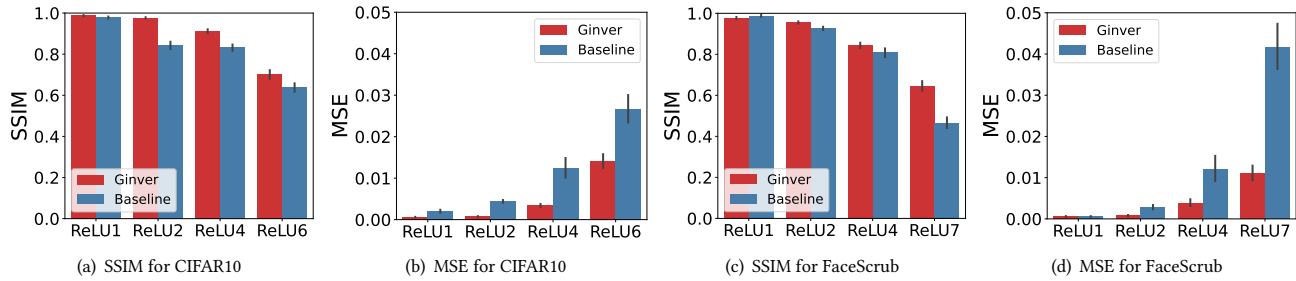 SSIM
1.0
0.8
0.6
0.4
0.2
0.0
Ginver
Baseline
ReLU1 ReLU2 ReLU4 ReLU6
(a) SSIM for CIFAR10
MSE
0.05
0.04
0.03
0.02
0.01
0.00
Ginver
Baseline
ReLU1 ReLU2 ReLU4 ReLU6
(b) MSE for CIFAR10
SSIM
1.0
0.8
0.6
0.4
0.2
0.0
Ginver
Baseline
ReLU1 ReLU2 ReLU4 ReLU7
(c) SSIM for FaceScrub
MSE
0.05
0.04
0.03
0.02
0.01
0.00
Ginver
Baseline
ReLU1 ReLU2 ReLU4 ReLU7
(d) MSE for FaceScrub